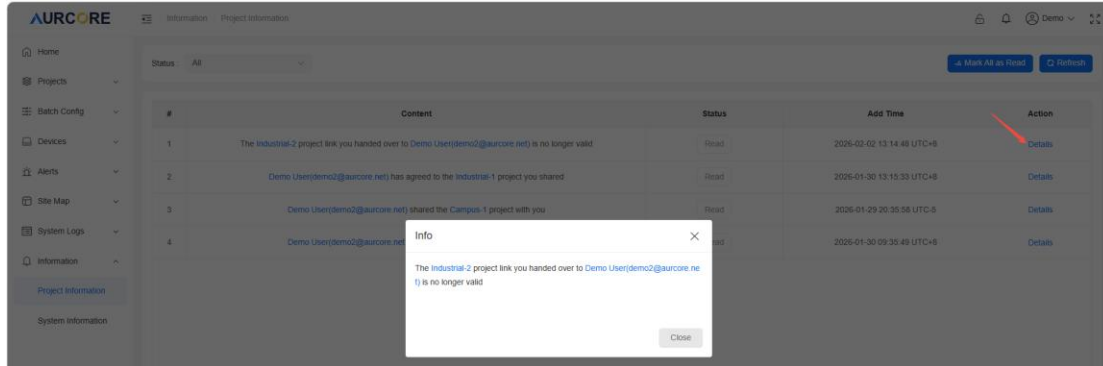 AURCORE
Information / Project Information
Demo
Home
Projects
Batch Config
Devices
Alerts
Site Map
System Logs
Information
Project Information
System Information
Status All
Mark All as Read
Refresh
# Content Status Add Time Action
1 The Industrial-2 project link you handed over to Demo User(demo2@aurcore.net) is no longer valid Read 2026-02-02 13:14:48 UTC+8 Details
2 Demo User(demo2@aurcore.net) has agreed to the Industrial-1 project you shared Read 2026-01-30 13:15:33 UTC+8 Details
3 Demo User(demo2@aurcore.net) shared the Campus-1 project with you Read 2026-01-29 20:35:58 UTC-5 Details
4 Demo User(demo2@aurcore.net 2026-01-30 09:35:49 UTC+8 Details
Info
The Industrial-2 project link you handed over to Demo User(demo2@aurcore.ne
t) is no longer valid
Close